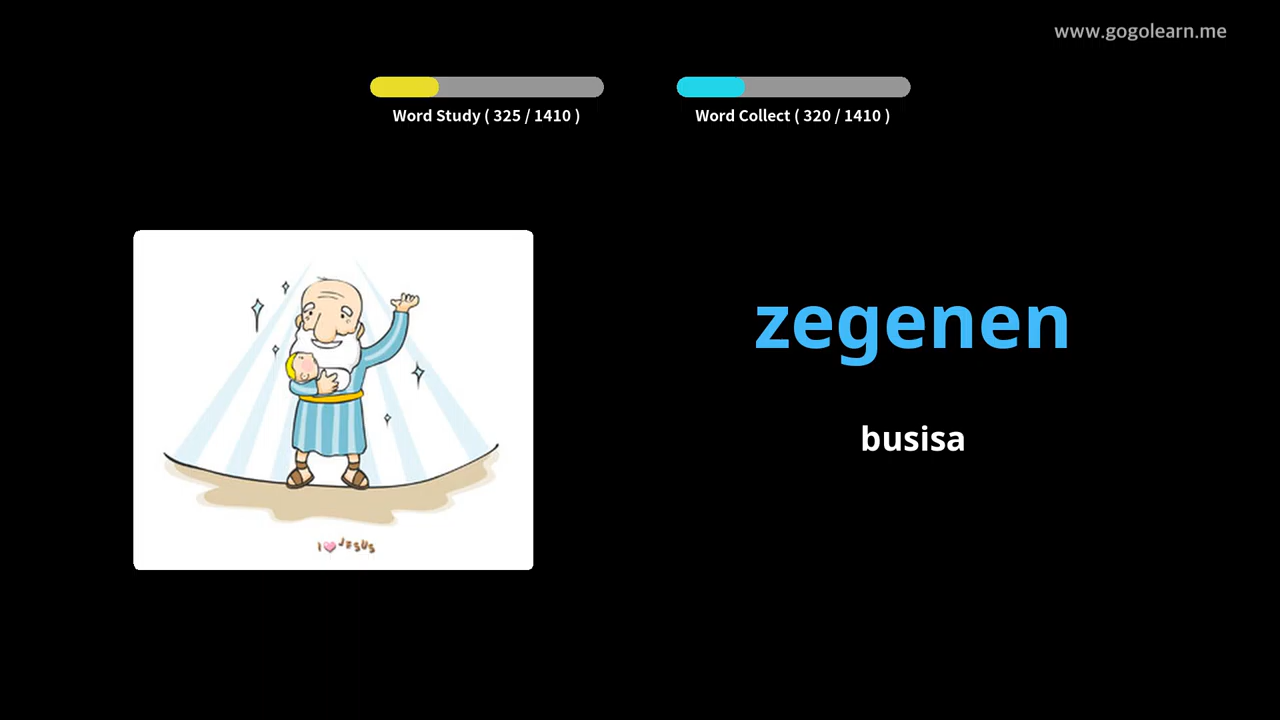 www.gogolearn.me
Word Study ( 325 / 1410 )
Word Collect ( 320 / 1410 )
zegenen
busisa
I JESUS